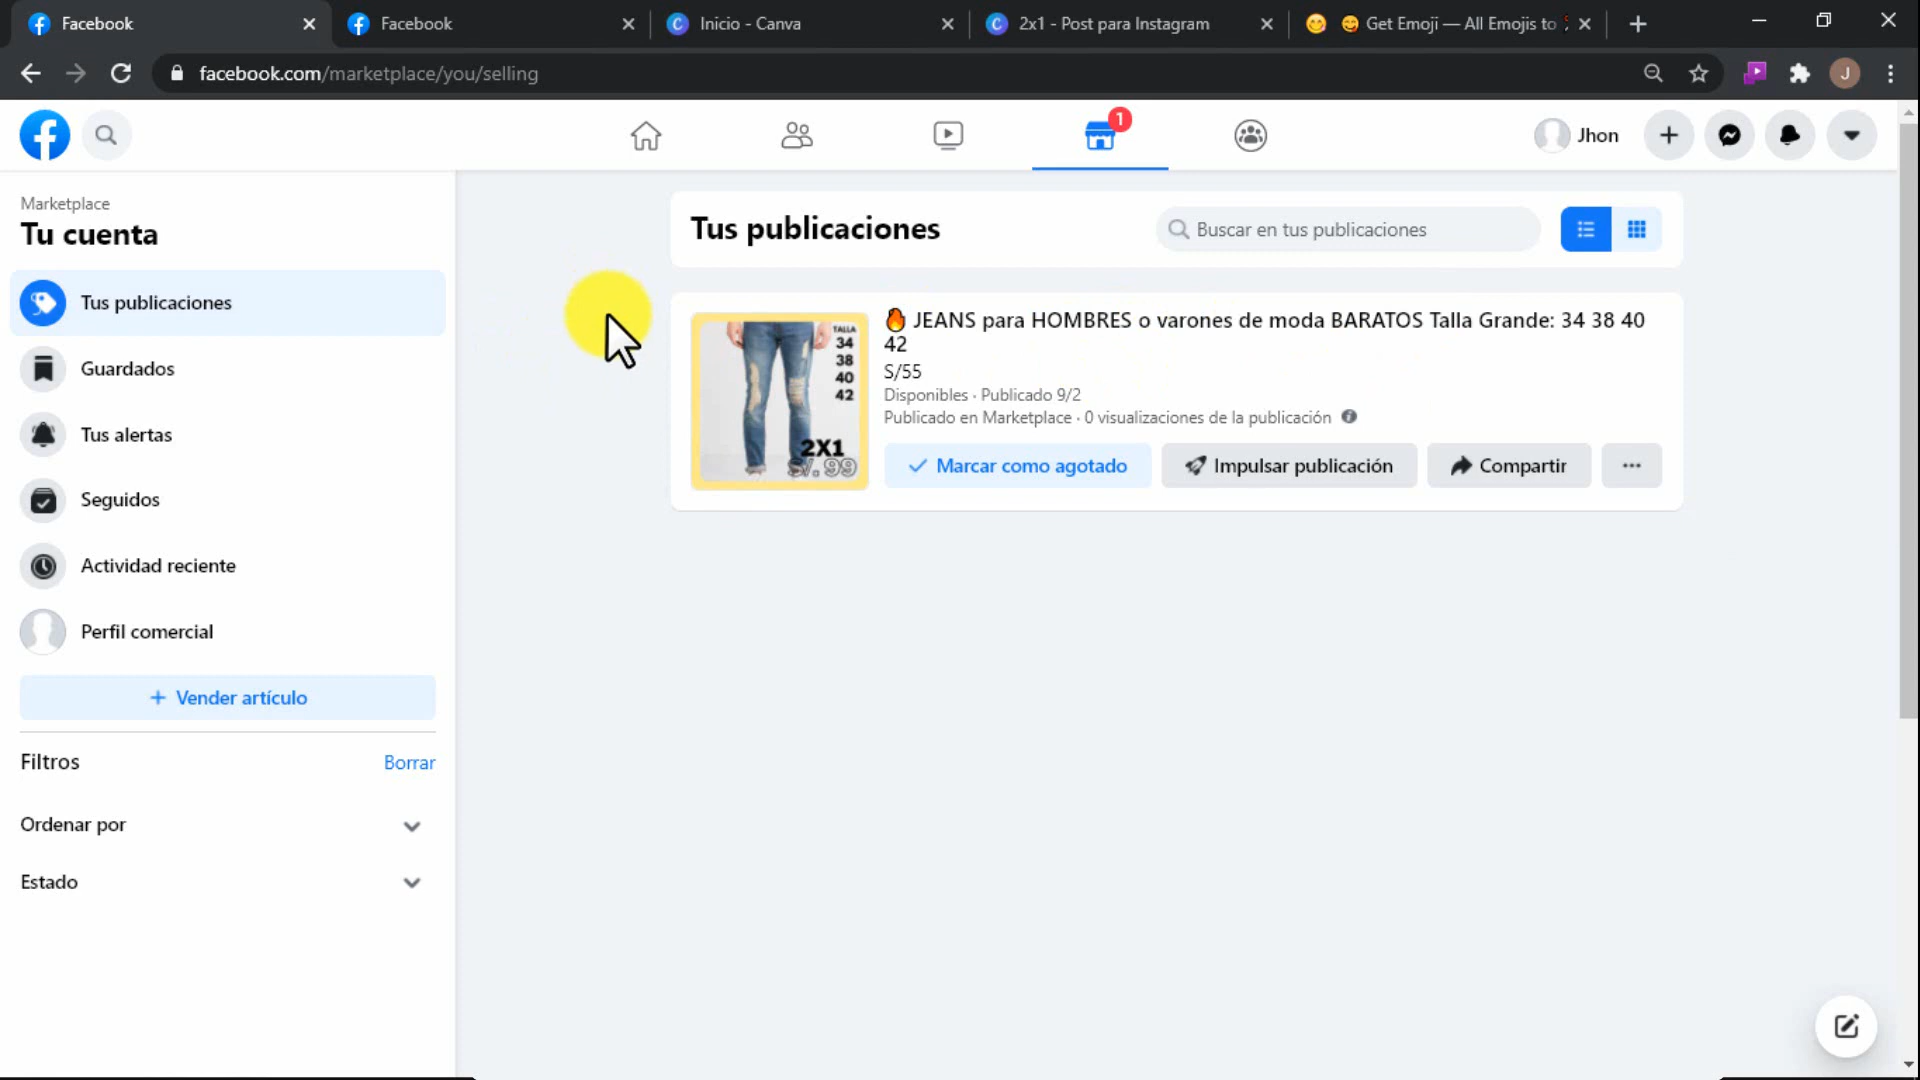 Facebook
Facebook
Inicio - Canva
2x1 - Post para Instagram
Get Emoji — All Emojis to
facebook.com/marketplace/you/selling
J
1
Jhon
Marketplace
Tu cuenta
Tus publicaciones
Guardados
Tus alertas
Seguidos
Actividad reciente
Perfil comercial
+ Vender artículo
Filtros
Borrar
Ordenar por
Estado
Tus publicaciones
Buscar en tus publicaciones
TALLA
34
38
40
42
2X1
S/. 99
🔥 JEANS para HOMBRES o varones de moda BARATOS Talla Grande: 34 38 40
42
S/55
Disponibles · Publicado 9/2
Publicado en Marketplace · 0 visualizaciones de la publicación
Marcar como agotado
Impulsar publicación
Compartir